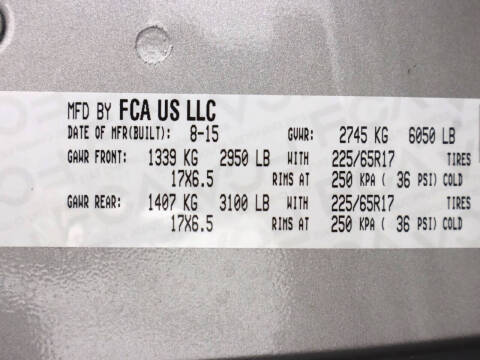 MFD BY FCA US LLC
DATE OF MFR(BUILT): 8-15 GVWR: 2745 KG 6050 LB
GAWR FRONT: 1339 KG 2950 LB WITH 225/65R17 TIRES
17X6.5 RIMS AT 250 KPA ( 36 PSI) COLD
GAWR REAR: 1407 KG 3100 LB WITH 225/65R17 TIRES
17X6.5 RIMS AT 250 KPA ( 36 PSI) COLD